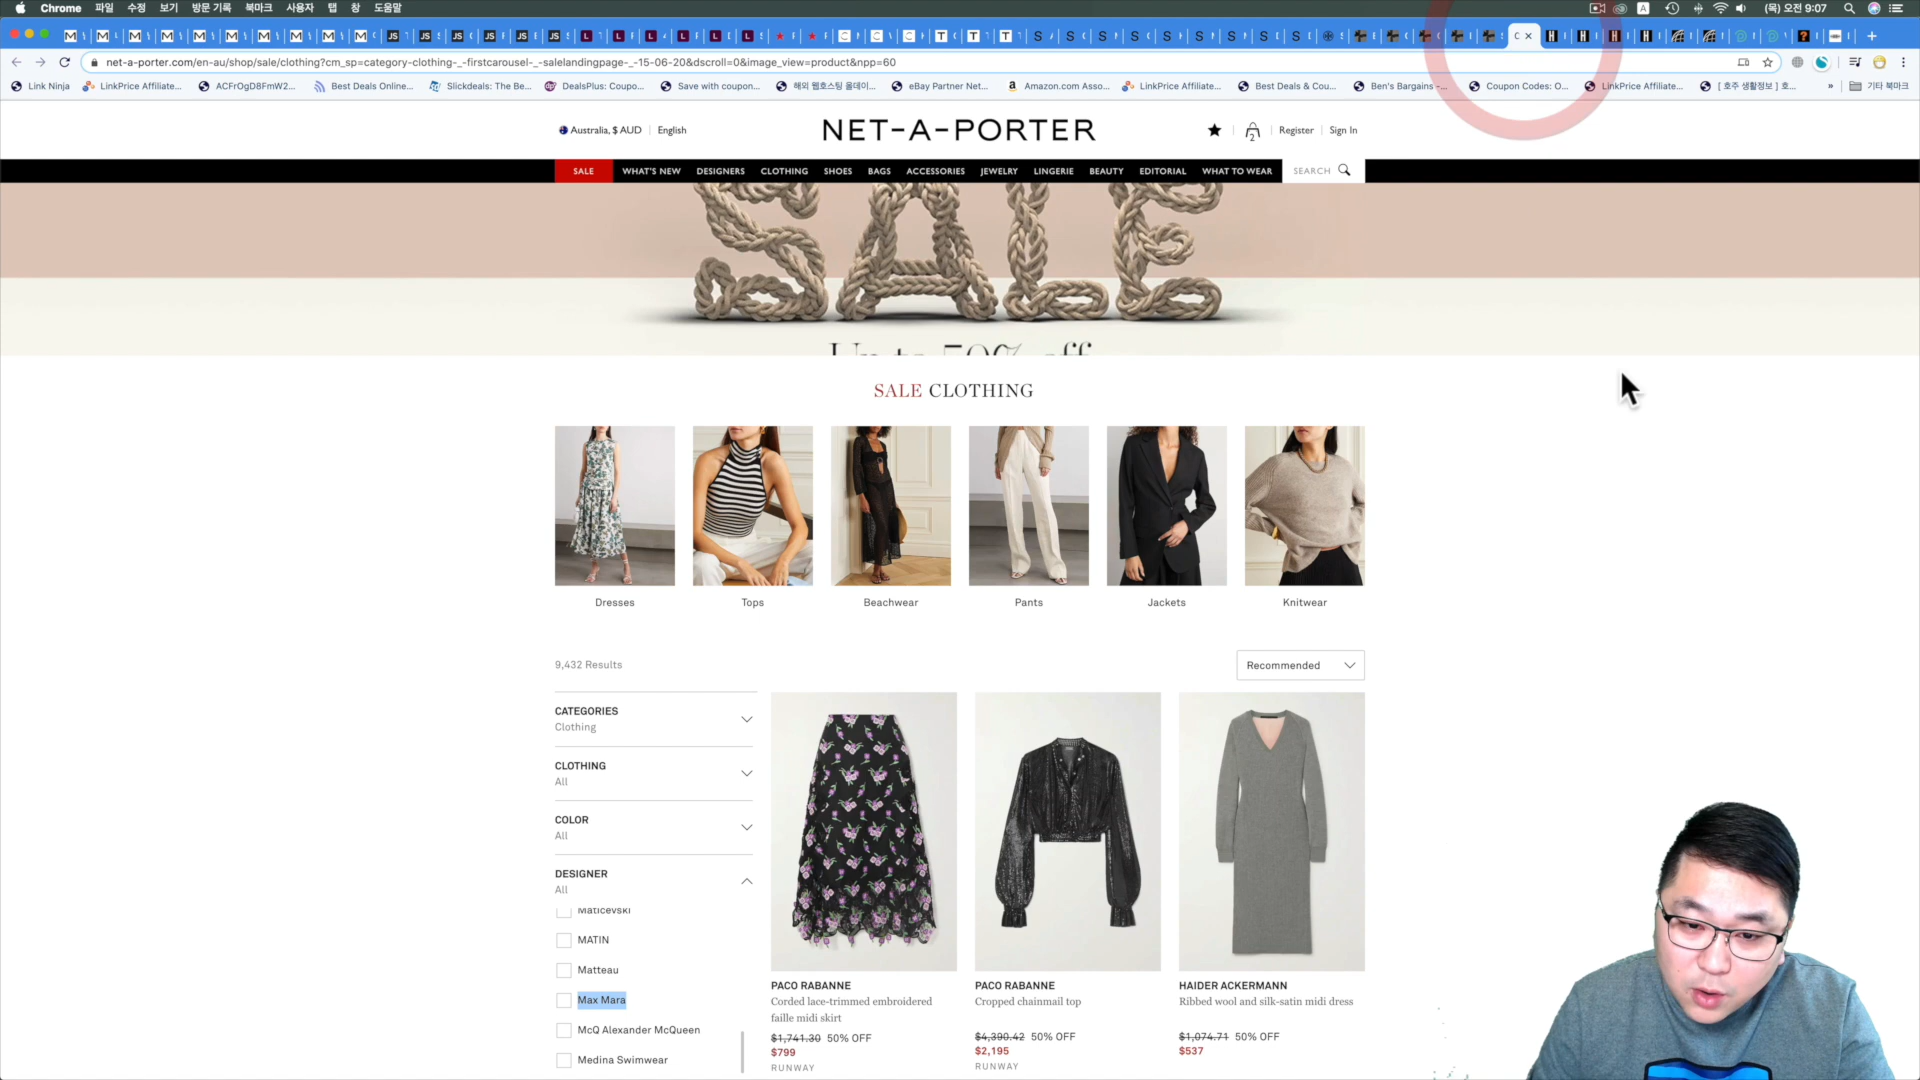 Chrome 파일 수정 보기 방문 기록 북마크 사용자 탭 창 도움말
(목) 오전 9:07
net-a-porter.com/en-au/shop/sale/clothing?cm_sp=category-clothing-_-firstcarousel-_-salelandingpage-_-15-06-20&dscroll=0&image_view=product&npp=60
Link Ninja LinkPrice Affiliate... ACFrOgD8FmW2... Best Deals Online... Slickdeals: The Be... DealsPlus: Coupo... Save with coupon... 해외 웹호스팅 올데이... eBay Partner Net... Amazon.com Asso... LinkPrice Affiliate... Best Deals & Cou... Ben's Bargains -... Coupon Codes: O... LinkPrice Affiliate... [ 호주 생활정보 ] 호... » 기타 북마크
Australia, $ AUD English
NET-A-PORTER
2
Register Sign In
SALE WHAT'S NEW DESIGNERS CLOTHING SHOES BAGS ACCESSORIES JEWELRY LINGERIE BEAUTY EDITORIAL WHAT TO WEAR SEARCH
SALE
Up to 50% off
SALE CLOTHING
Dresses Tops Beachwear Pants Jackets Knitwear
9,432 Results
Recommended
CATEGORIES
Clothing
CLOTHING
All
COLOR
All
DESIGNER
All
Maticevski
MATIN
Matteau
Max Mara
McQ Alexander McQueen
Medina Swimwear
PACO RABANNE
Corded lace-trimmed embroidered
faille midi skirt
$1,741.30 50% OFF
$799
RUNWAY
PACO RABANNE
Cropped chainmail top
$4,390.42 50% OFF
$2,195
RUNWAY
HAIDER ACKERMANN
Ribbed wool and silk-satin midi dress
$1,074.71 50% OFF
$537